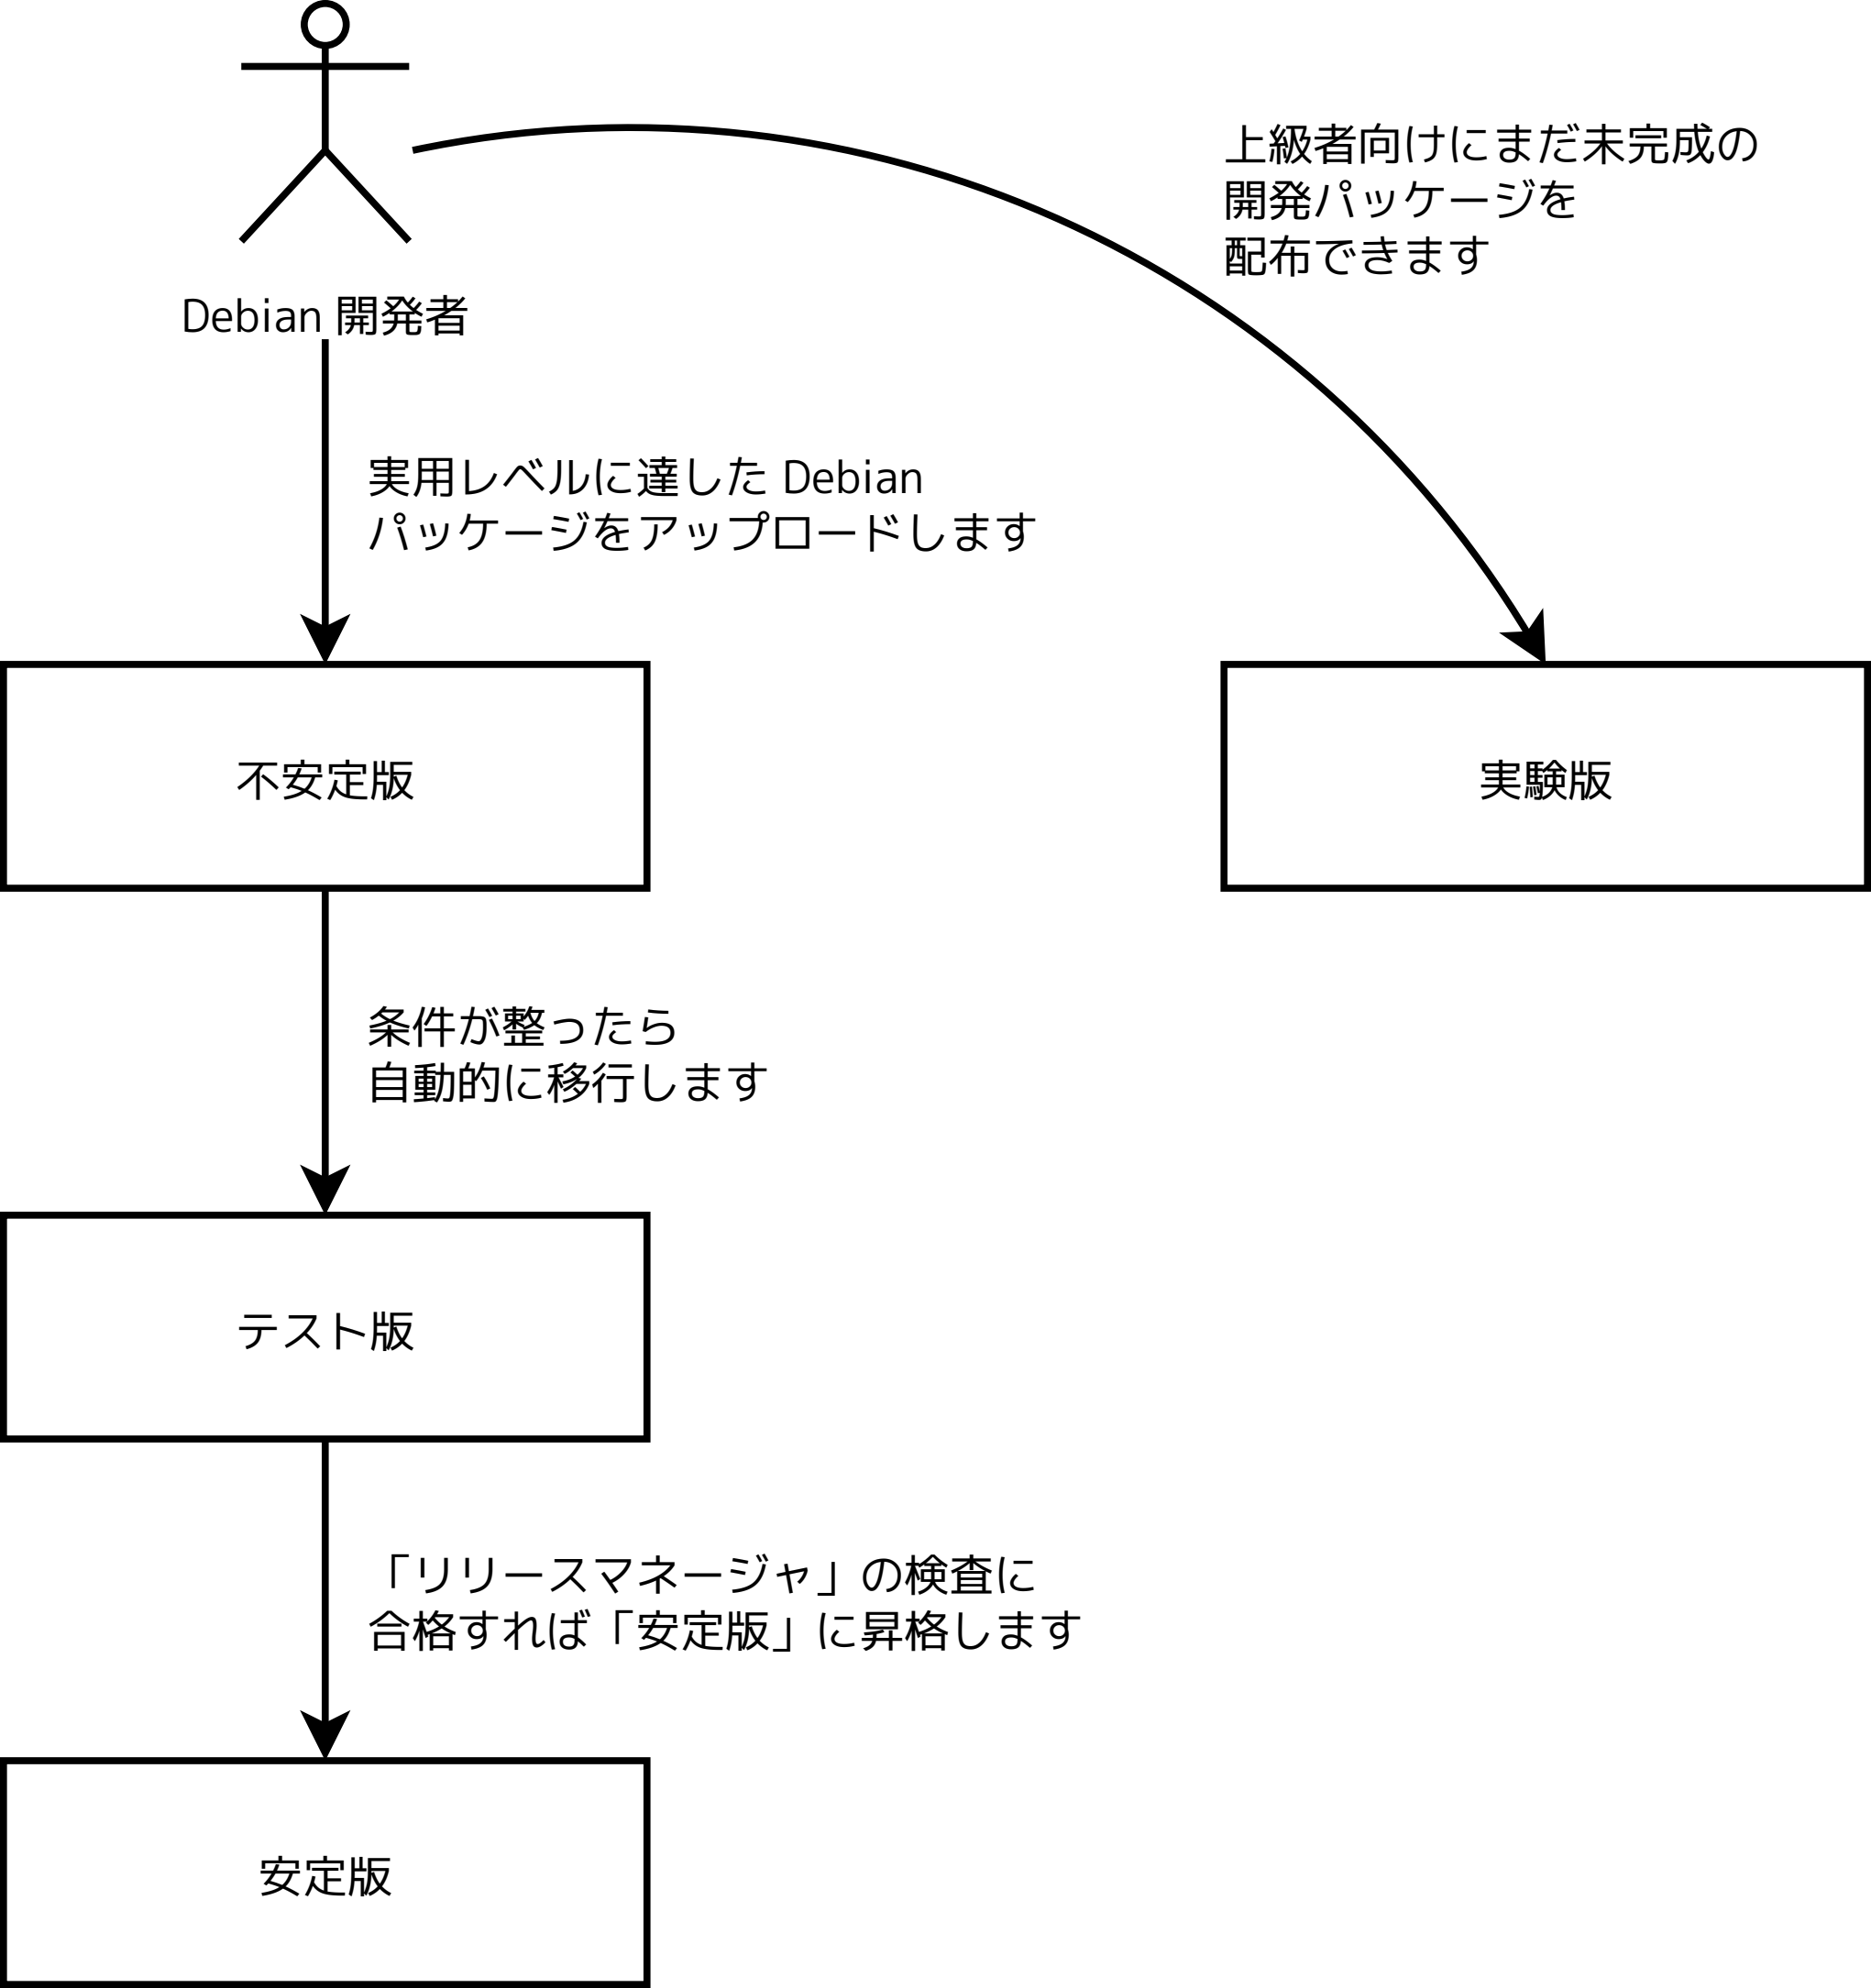 上級者向けにまだ未完成の
開発パッケージを
配布できます
Debian 開発者
実用レベルに達した Debian
パッケージをアップロードします
不安定版
実験版
条件が整ったら
自動的に移行します
テスト版
「リリースマネージャ」の検査に
合格すれば「安定版」に昇格します
安定版